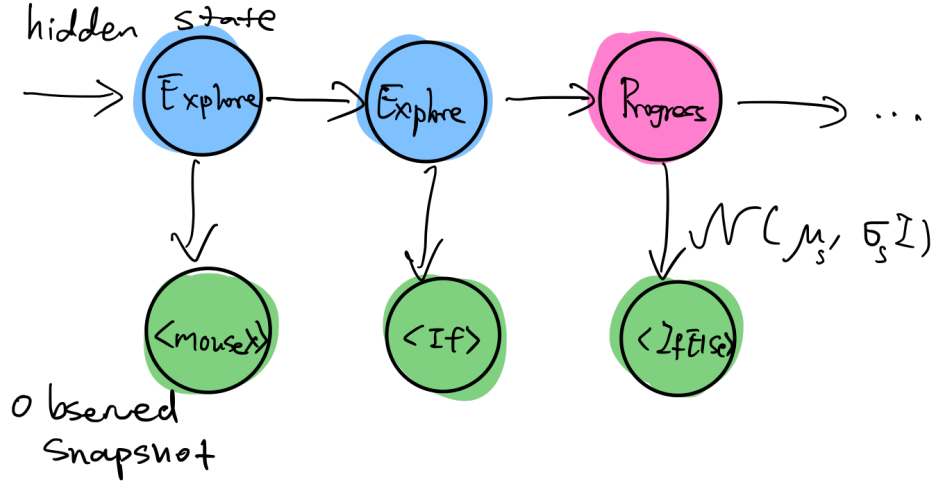 hidden state
Explore
Explore
Progress
...
N(μₛ, σₛI)
<mouseX>
<If>
<IfElse>
Observed
Snapshot